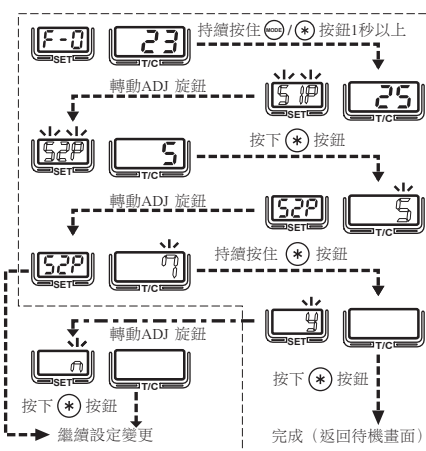 F-0 23 持續按住 MODE / * 按鈕1秒以上
SET T/C
轉動ADJ 旋鈕 S1P 25
SET T/C
S2P 5 按下 * 按鈕
SET T/C
轉動ADJ 旋鈕 S2P 5
SET T/C
S2P 7 持續按住 * 按鈕
SET T/C
轉動ADJ 旋鈕 y
SET T/C
n
SET T/C
按下 * 按鈕 按下 * 按鈕
繼續設定變更 完成（返回待機畫面）